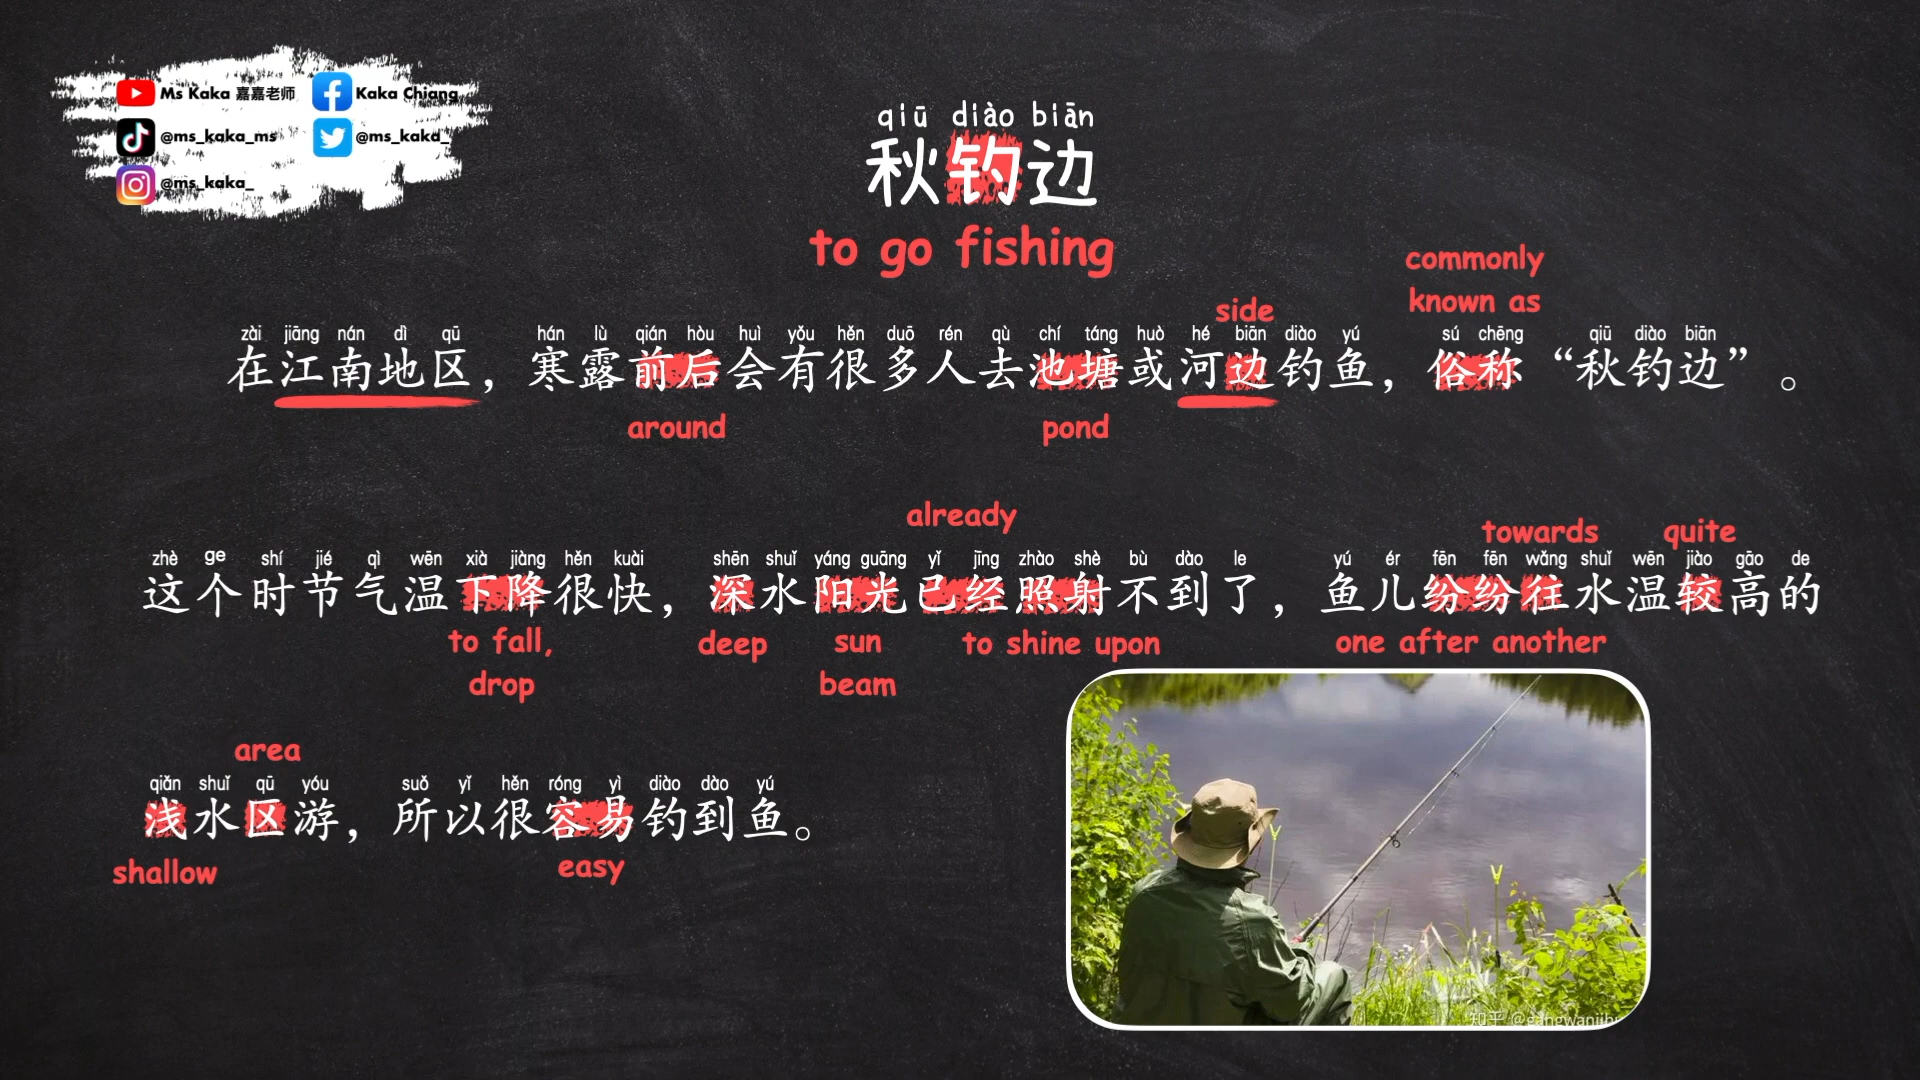 Ms Kaka 嘉嘉老师
Kaka Chiang
@ms_kaka_ms
@ms_kaka_
@ms_kaka_
qiū diào biān
秋钓边
to go fishing
commonly
known as
side
zài jiāng nán dì qū hán lù qián hòu huì yǒu hěn duō rén qù chí táng huò hé biān diào yú sú chēng qiū diào biān
在江南地区，寒露前后会有很多人去池塘或河边钓鱼，俗称“秋钓边”。
around
pond
already
towards
quite
zhè ge shí jié qì wēn xià jiàng hěn kuài shēn shuǐ yáng guāng yǐ jīng zhào shè bù dào le yú ér fēn fēn wǎng shuǐ wēn jiào gāo de
这个时节气温下降很快，深水阳光已经照射不到了，鱼儿纷纷往水温较高的
to fall,
drop
deep
sun
beam
to shine upon
one after another
area
qiǎn shuǐ qū yóu suǒ yǐ hěn róng yì diào dào yú
浅水区游，所以很容易钓到鱼。
shallow
easy
知乎 @gangwanjihr